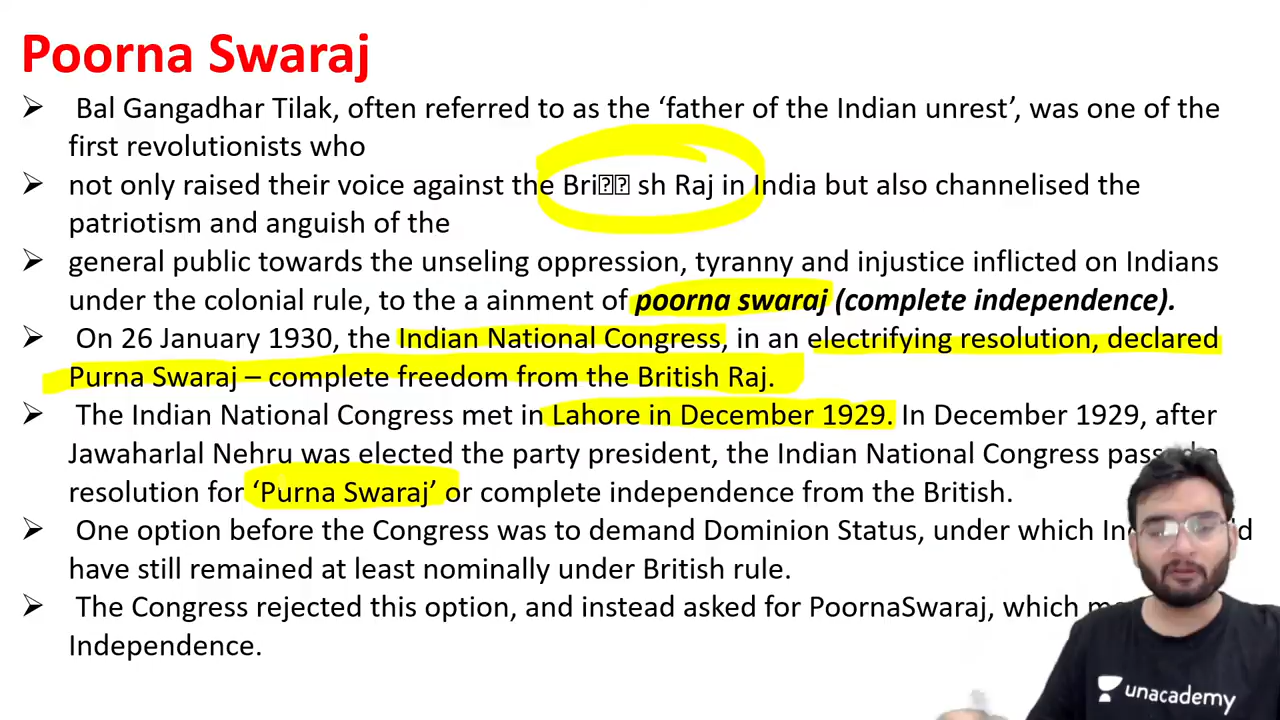 Poorna Swaraj
➢ Bal Gangadhar Tilak, often referred to as the ‘father of the Indian unrest’, was one of the
first revolutionists who
➢ not only raised their voice against the Bri⍰⍰ sh Raj in India but also channelised the
patriotism and anguish of the
➢ general public towards the unseling oppression, tyranny and injustice inflicted on Indians
under the colonial rule, to the a ainment of poorna swaraj (complete independence).
➢ On 26 January 1930, the Indian National Congress, in an electrifying resolution, declared
Purna Swaraj – complete freedom from the British Raj.
➢ The Indian National Congress met in Lahore in December 1929. In December 1929, after
Jawaharlal Nehru was elected the party president, the Indian National Congress
resolution for ‘Purna Swaraj’ or complete independence from the British.
➢ One option before the Congress was to demand Dominion Status, under which
have still remained at least nominally under British rule.
➢ The Congress rejected this option, and instead asked for PoornaSwaraj, which
Independence.
unacademy